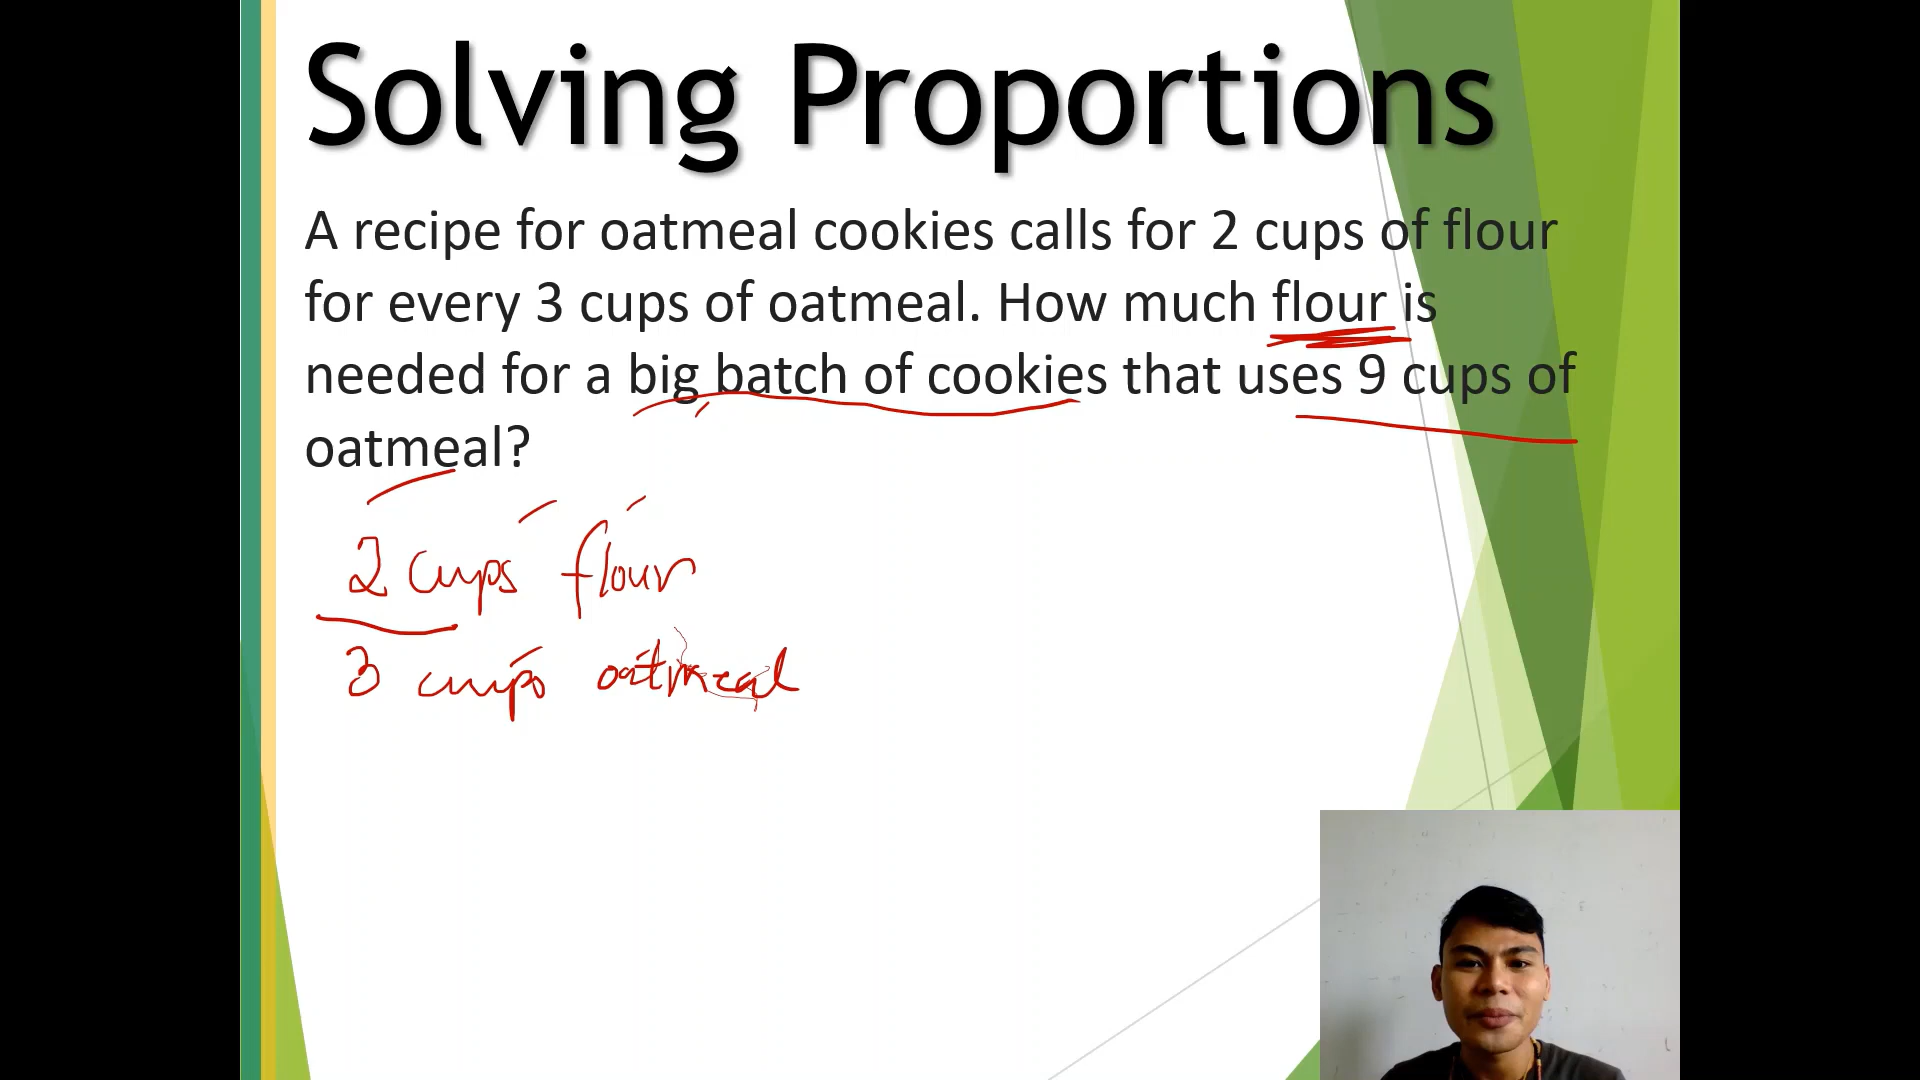 Solving Proportions
A recipe for oatmeal cookies calls for 2 cups of flour
for every 3 cups of oatmeal. How much flour is
needed for a big batch of cookies that uses 9 cups of
oatmeal?
2 cups flour
3 cups oatmeal